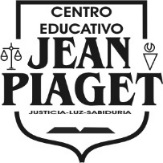 CENTRO
EDUCATIVO
JEAN
PIAGET
JUSTICIA-LUZ-SABIDURIA